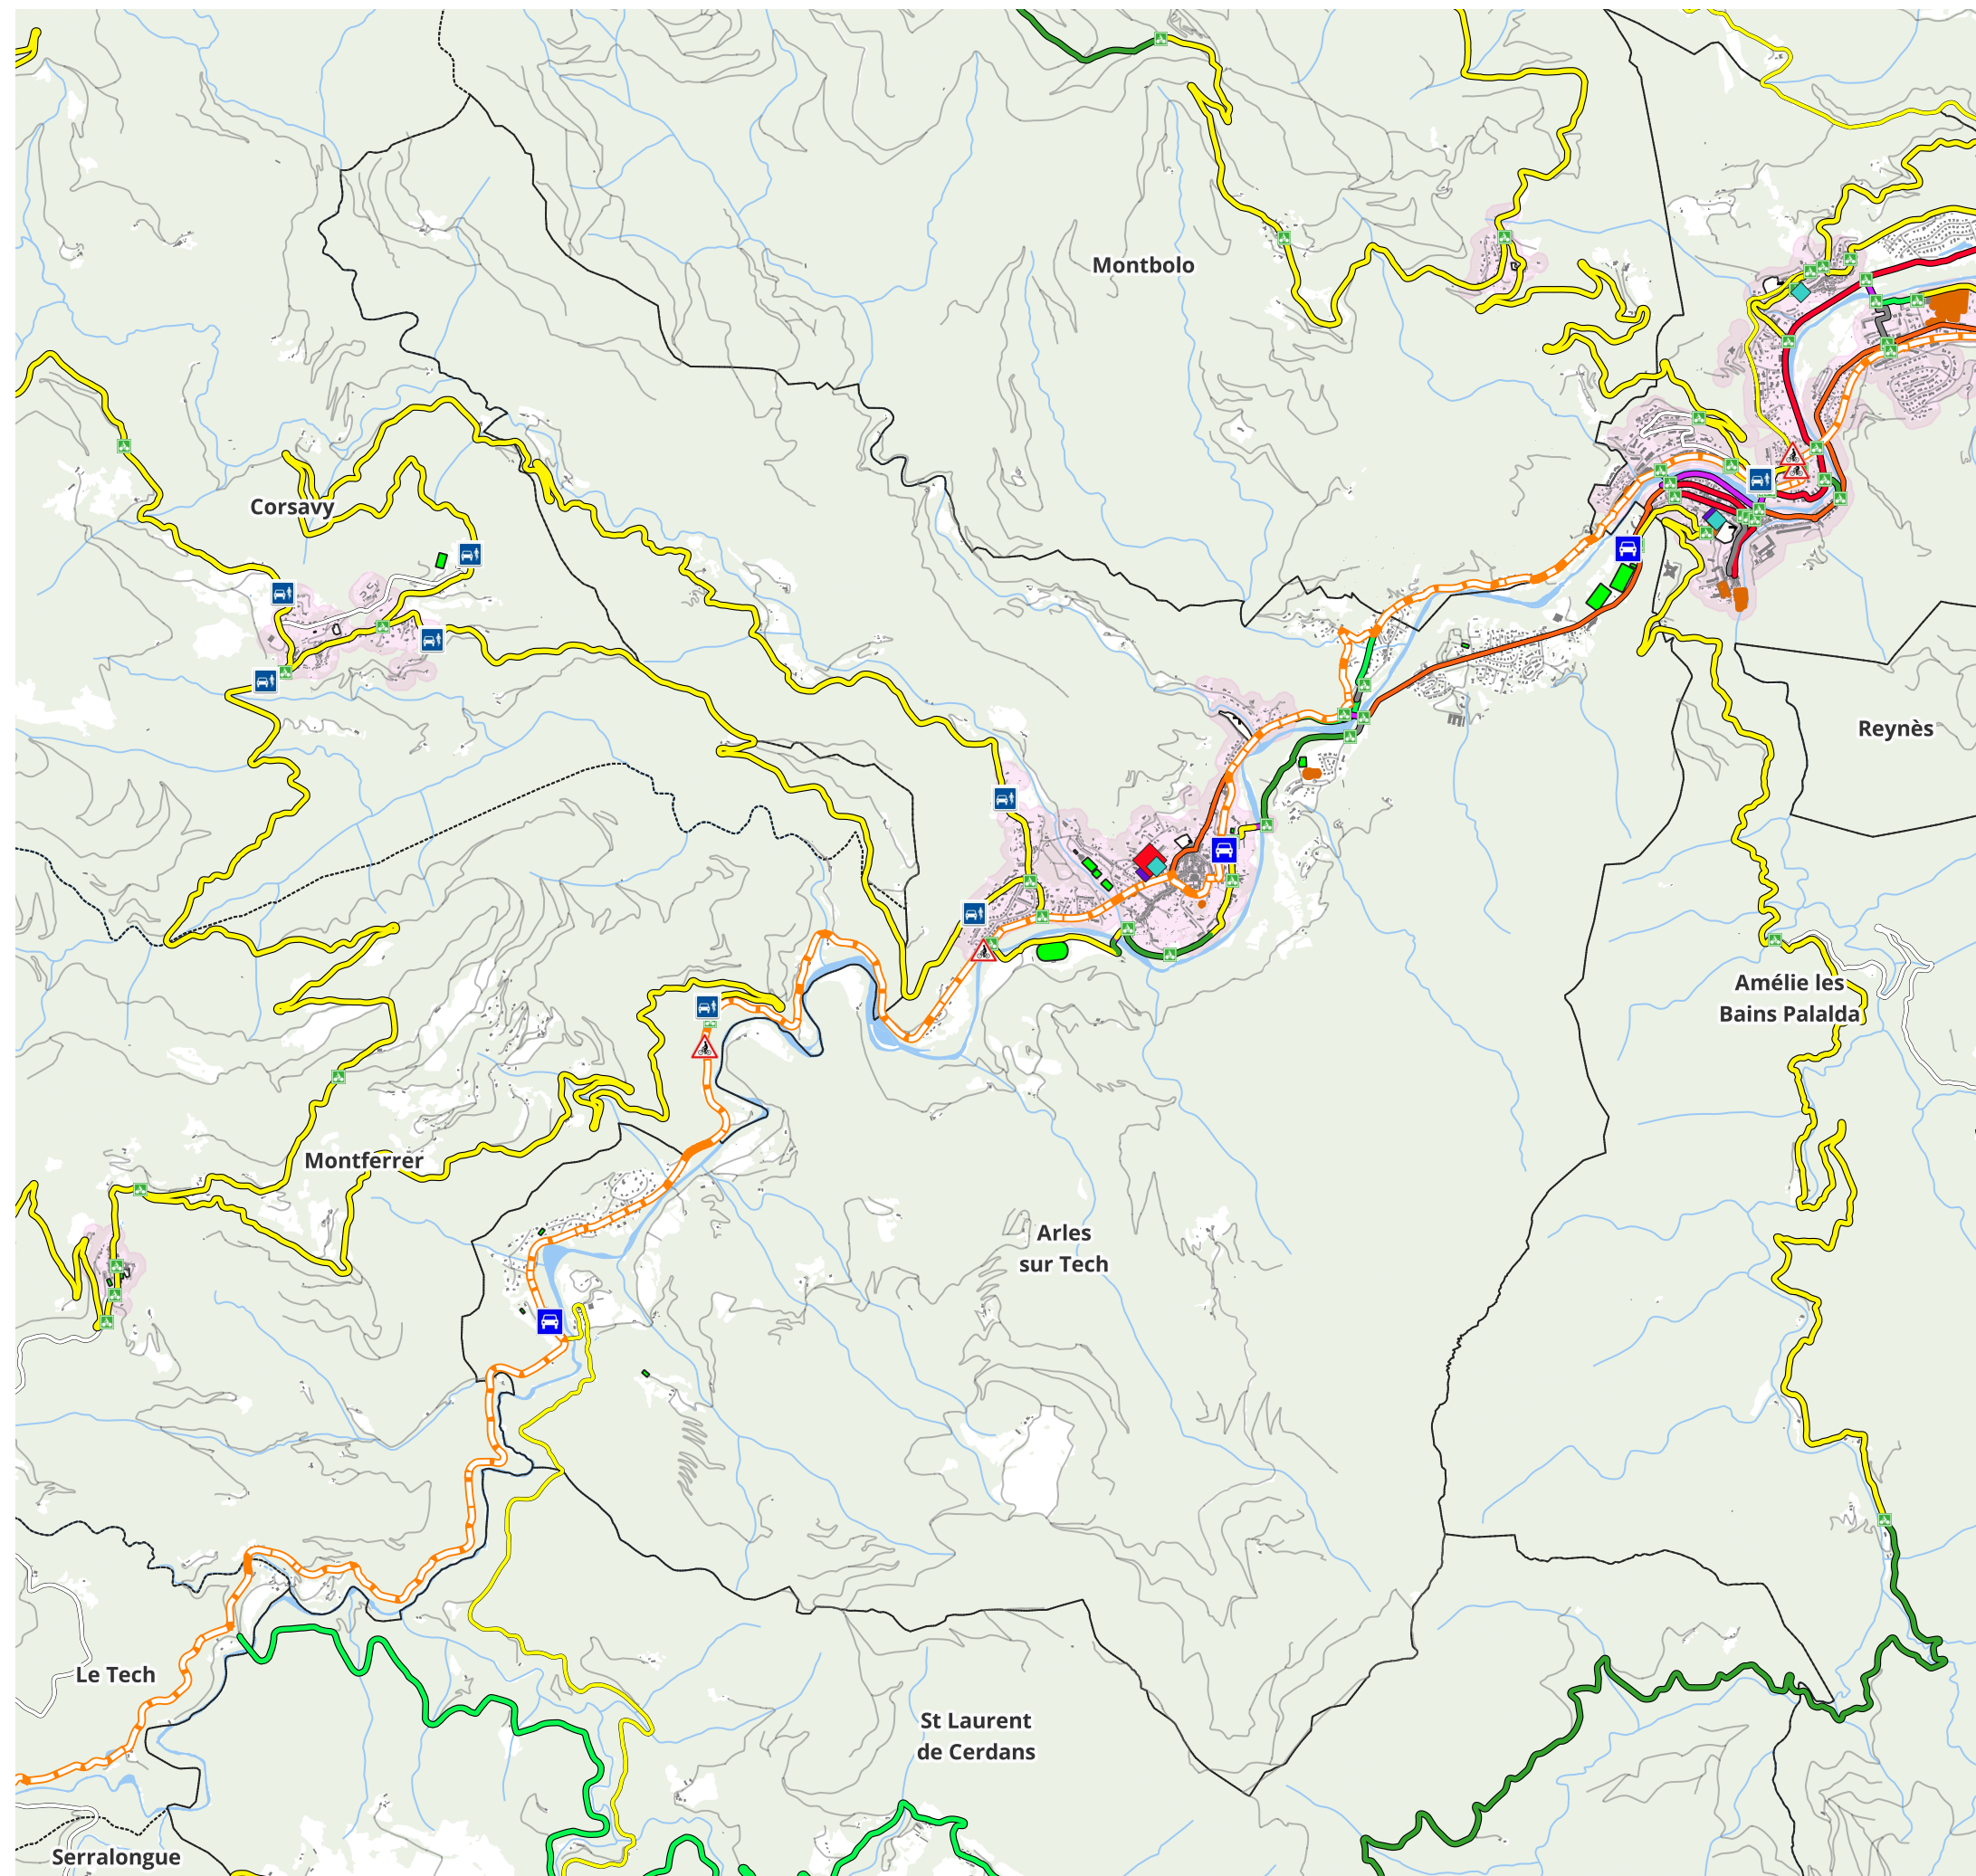 Montbolo
Corsavy
Reynès
Amélie les
Bains Palalda
Montferrer
Arles
sur Tech
Le Tech
St Laurent
de Cerdans
Serralongue